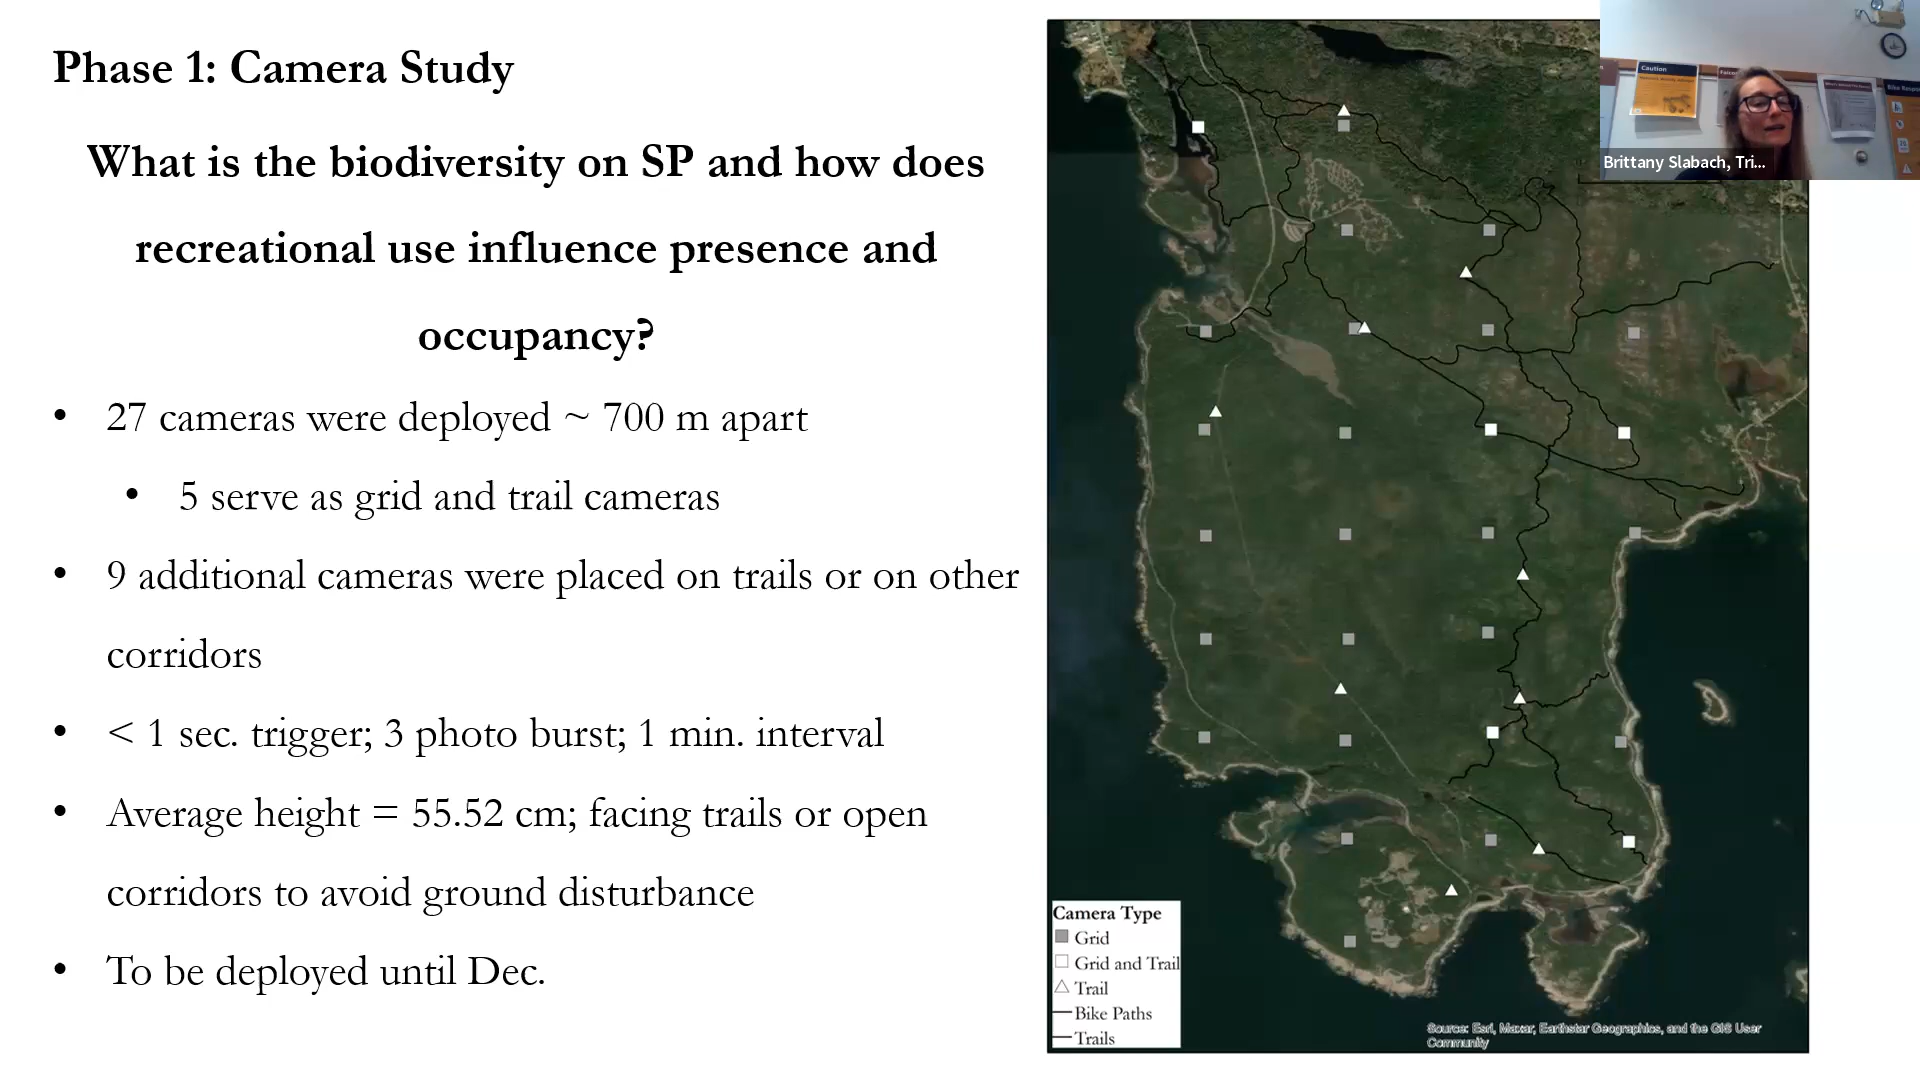 Phase 1: Camera Study
What is the biodiversity on SP and how does
recreational use influence presence and
occupancy?
• 27 cameras were deployed ~ 700 m apart
• 5 serve as grid and trail cameras
• 9 additional cameras were placed on trails or on other
corridors
• < 1 sec. trigger; 3 photo burst; 1 min. interval
• Average height = 55.52 cm; facing trails or open
corridors to avoid ground disturbance
• To be deployed until Dec.
Camera Type
Grid
Grid and Trail
Trail
Bike Paths
Trails
Source: Esri, Maxar, Earthstar Geographics, and the GIS User
Community
Caution
Brittany Slabach, Tri...